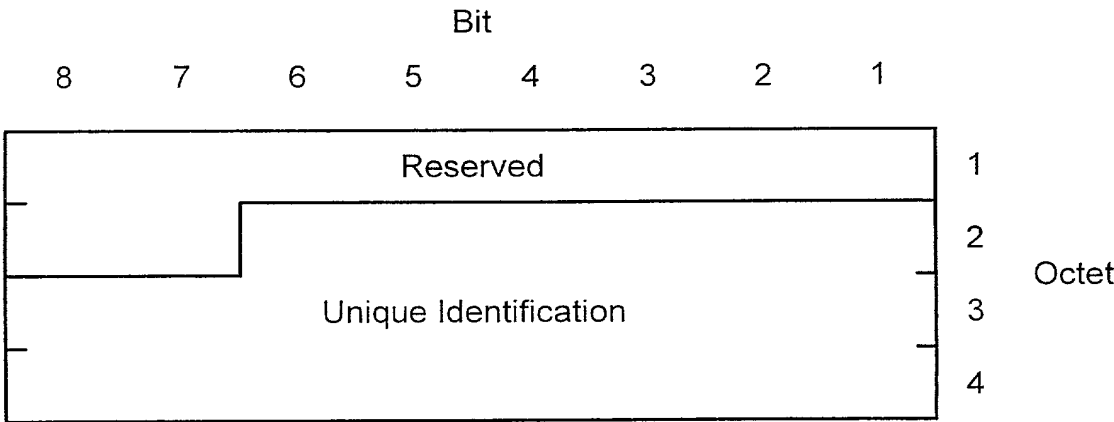 Bit
8 7 6 5 4 3 2 1
Reserved 1
2
Octet
Unique Identification 3
4